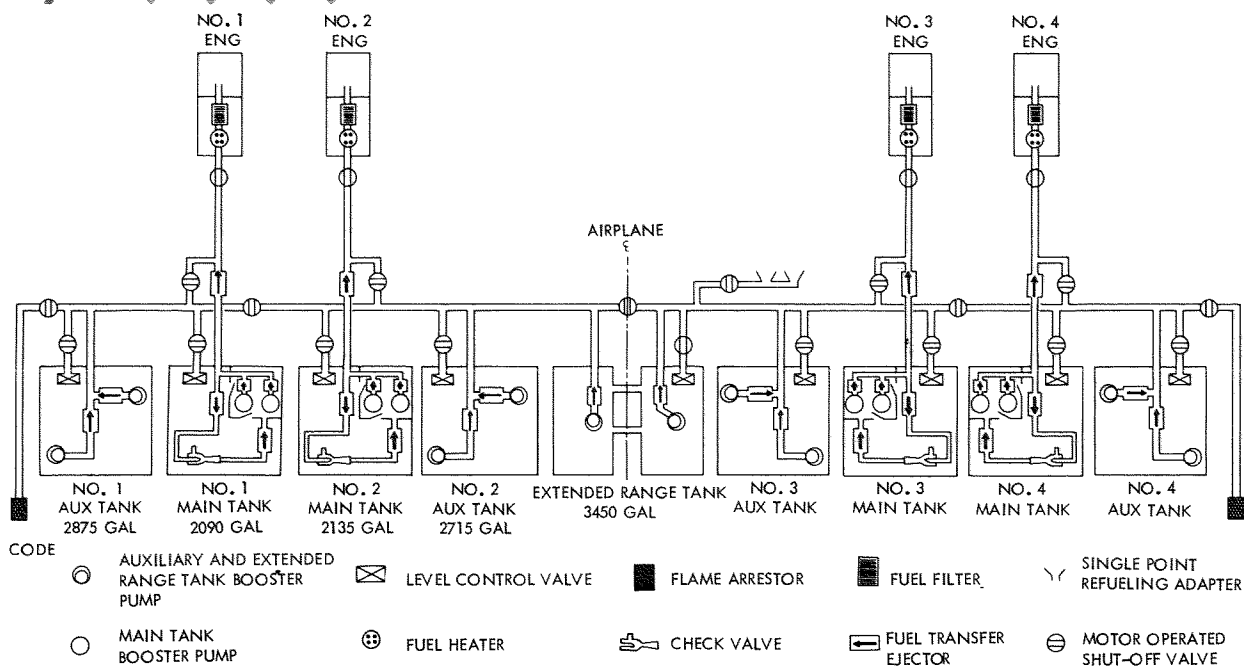 NO. 1
ENG
NO. 2
ENG
NO. 3
ENG
NO. 4
ENG
AIRPLANE
℄
NO. 1
AUX TANK
2875 GAL
NO. 1
MAIN TANK
2090 GAL
NO. 2
MAIN TANK
2135 GAL
NO. 2
AUX TANK
2715 GAL
EXTENDED RANGE TANK
3450 GAL
NO. 3
AUX TANK
NO. 3
MAIN TANK
NO. 4
MAIN TANK
NO. 4
AUX TANK
CODE
AUXILIARY AND EXTENDED
RANGE TANK BOOSTER
PUMP
LEVEL CONTROL VALVE
FLAME ARRESTOR
FUEL FILTER
SINGLE POINT
REFUELING ADAPTER
MAIN TANK
BOOSTER PUMP
FUEL HEATER
CHECK VALVE
FUEL TRANSFER
EJECTOR
MOTOR OPERATED
SHUT-OFF VALVE